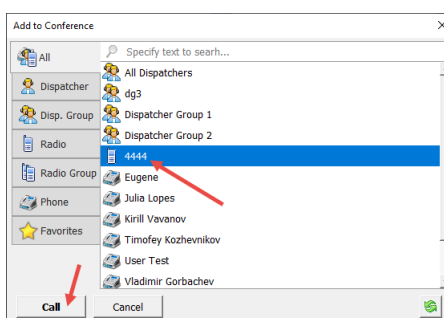 Add to Conference
All
Dispatcher
Disp. Group
Radio
Radio Group
Phone
Favorites
Specify text to searh...
All Dispatchers
dg3
Dispatcher Group 1
Dispatcher Group 2
4444
Eugene
Julia Lopes
Kirill Vavanov
Timofey Kozhevnikov
User Test
Vladimir Gorbachev
Call
Cancel